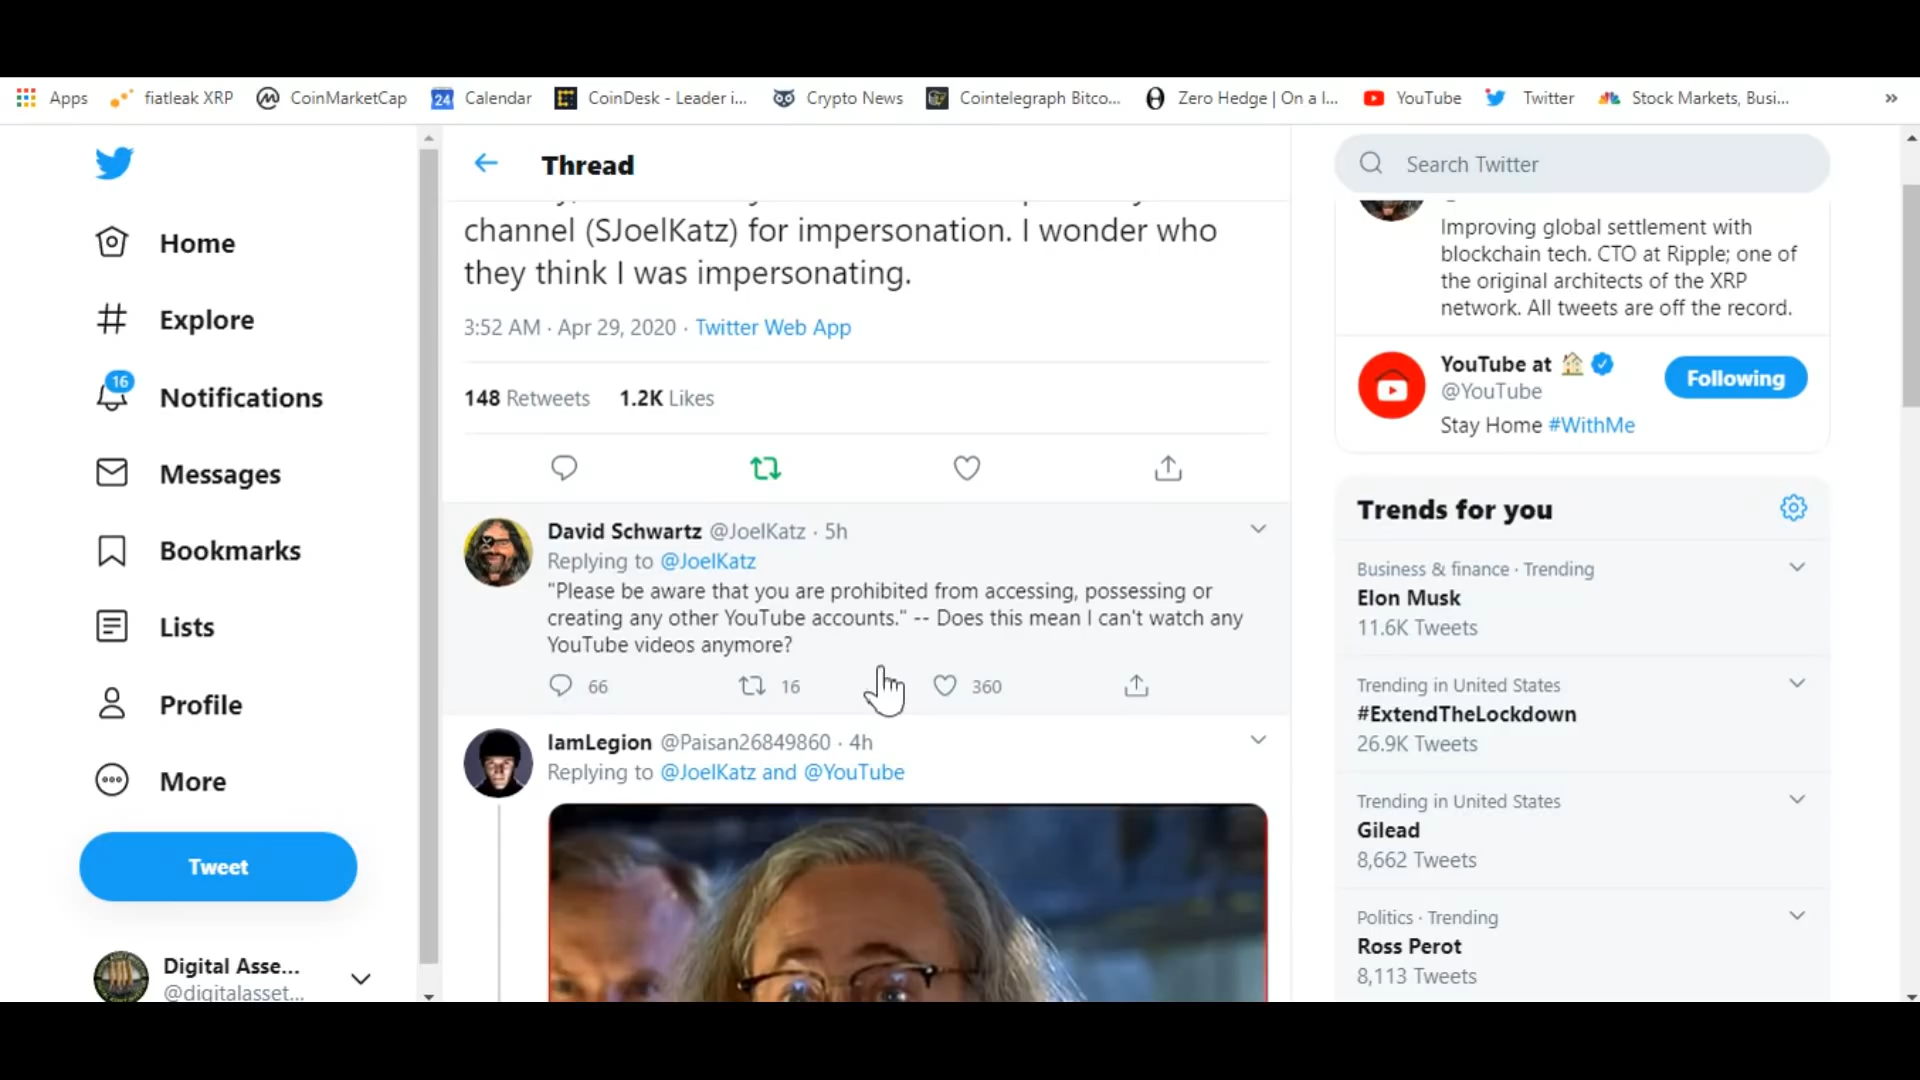 Apps
fiatleak XRP
CoinMarketCap
24
Calendar
CoinDesk - Leader i...
Crypto News
Cointelegraph Bitco...
Zero Hedge | On a l...
YouTube
Twitter
Stock Markets, Busi...
»
Home
Explore
16
Notifications
Messages
Bookmarks
Lists
Profile
More
Tweet
Digital Asse...
@digitalasset...
Thread
channel (SJoelKatz) for impersonation. I wonder who
they think I was impersonating.
3:52 AM · Apr 29, 2020 · Twitter Web App
148 Retweets 1.2K Likes
David Schwartz @JoelKatz · 5h
Replying to @JoelKatz
"Please be aware that you are prohibited from accessing, possessing or
creating any other YouTube accounts." -- Does this mean I can't watch any
YouTube videos anymore?
66 16 360
IamLegion @Paisan26849860 · 4h
Replying to @JoelKatz and @YouTube
Search Twitter
Improving global settlement with
blockchain tech. CTO at Ripple; one of
the original architects of the XRP
network. All tweets are off the record.
YouTube at
@YouTube
Following
Stay Home #WithMe
Trends for you
Business & finance · Trending
Elon Musk
11.6K Tweets
Trending in United States
#ExtendTheLockdown
26.9K Tweets
Trending in United States
Gilead
8,662 Tweets
Politics · Trending
Ross Perot
8,113 Tweets